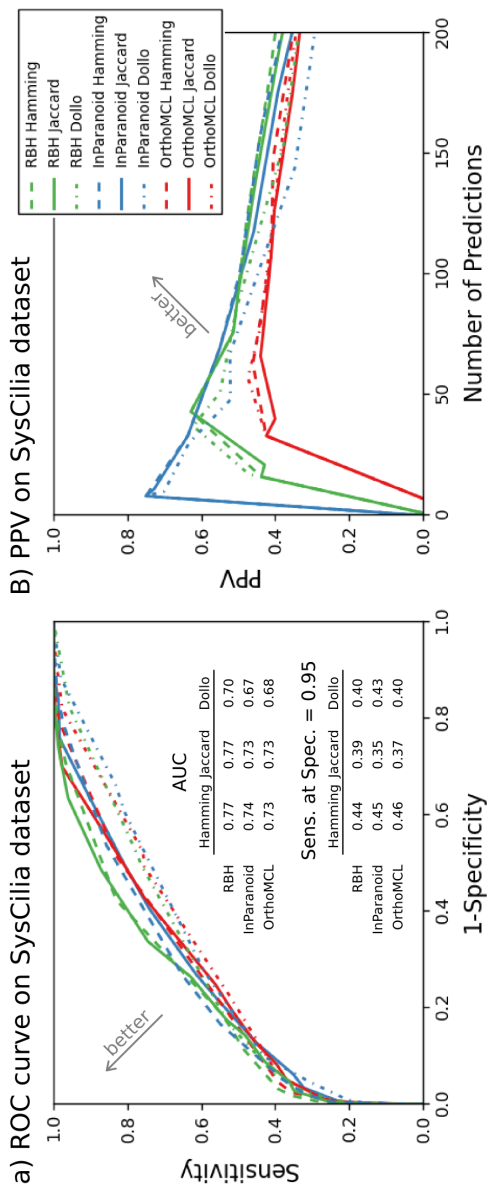 a) ROC curve on SysCilia dataset
1.0
0.8
0.6
0.4
0.2
0.0
Sensitivity
better
AUC
Hamming Jaccard Dollo
RBH 0.77 0.77 0.70
InParanoid 0.74 0.73 0.67
OrthoMCL 0.73 0.73 0.68
Sens. at Spec. = 0.95
Hamming Jaccard Dollo
RBH 0.44 0.39 0.40
InParanoid 0.45 0.35 0.43
OrthoMCL 0.46 0.37 0.40
0.0 0.2 0.4 0.6 0.8 1.0
1-Specificity
B) PPV on SysCilia dataset
1.0
0.8
0.6
0.4
0.2
0.0
PPV
better
RBH Hamming
RBH Jaccard
RBH Dollo
InParanoid Hamming
InParanoid Jaccard
InParanoid Dollo
OrthoMCL Hamming
OrthoMCL Jaccard
OrthoMCL Dollo
0 50 100 150 200
Number of Predictions